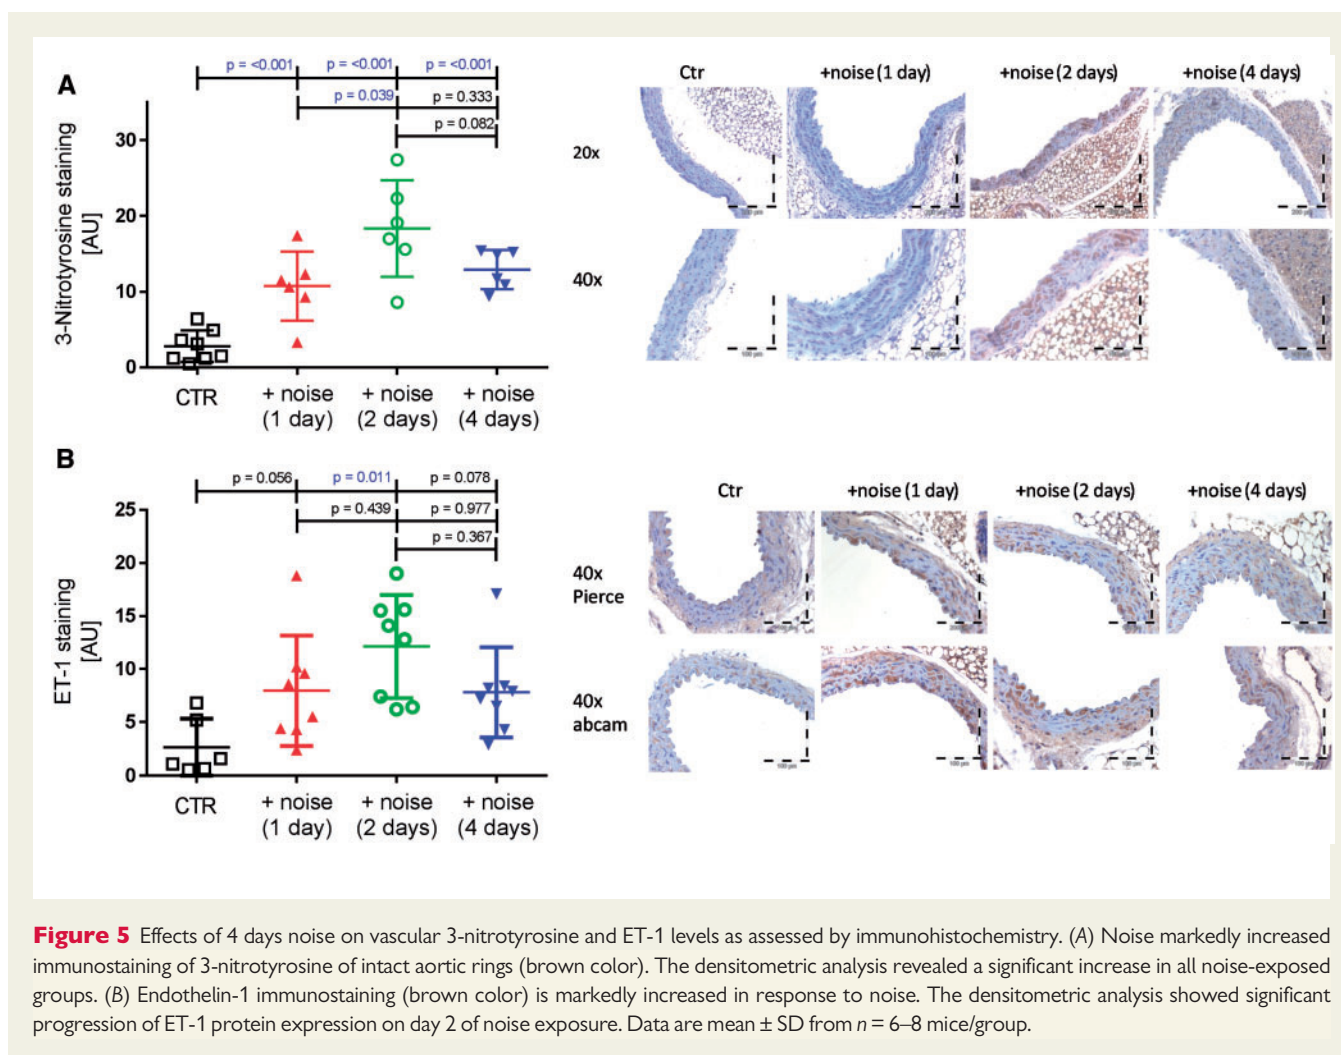 A
p = <0.001 p = <0.001 p = <0.001
p = 0.039 p = 0.333
p = 0.082
3-Nitrotyrosine staining
[AU]
30
20
10
0
CTR
+ noise
(1 day)
+ noise
(2 days)
+ noise
(4 days)
Ctr +noise (1 day) +noise (2 days) +noise (4 days)
20x
40x
100 µm
B
p = 0.056 p = 0.011 p = 0.078
p = 0.439 p = 0.977
p = 0.367
ET-1 staining
[AU]
25
20
15
10
5
0
CTR
+ noise
(1 day)
+ noise
(2 days)
+ noise
(4 days)
Ctr +noise (1 day) +noise (2 days) +noise (4 days)
40x
Pierce
40x
abcam
100 µm
Figure 5 Effects of 4 days noise on vascular 3-nitrotyrosine and ET-1 levels as assessed by immunohistochemistry. (A) Noise markedly increased
immunostaining of 3-nitrotyrosine of intact aortic rings (brown color). The densitometric analysis revealed a significant increase in all noise-exposed
groups. (B) Endothelin-1 immunostaining (brown color) is markedly increased in response to noise. The densitometric analysis showed significant
progression of ET-1 protein expression on day 2 of noise exposure. Data are mean ± SD from n = 6–8 mice/group.